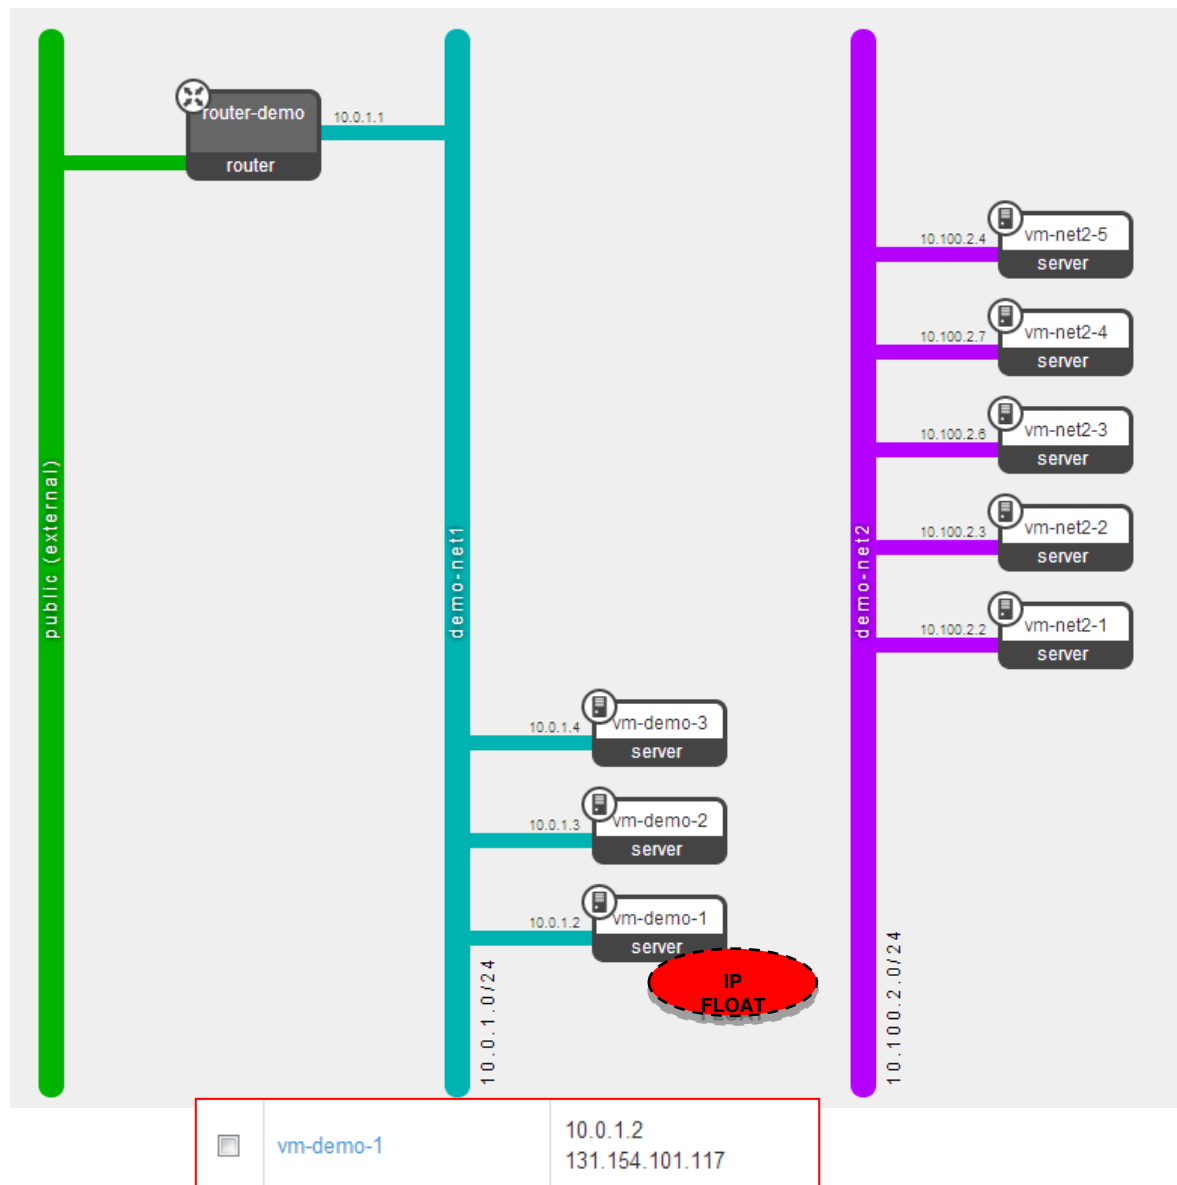 router-demo
router
10.0.1.1
public (external)
demo-net1
10.0.1.0/24
vm-demo-3
server
10.0.1.4
vm-demo-2
server
10.0.1.3
vm-demo-1
server
10.0.1.2
IP
FLOAT
demo-net2
10.100.2.0/24
vm-net2-5
server
10.100.2.4
vm-net2-4
server
10.100.2.7
vm-net2-3
server
10.100.2.6
vm-net2-2
server
10.100.2.3
vm-net2-1
server
10.100.2.2
vm-demo-1
10.0.1.2
131.154.101.117